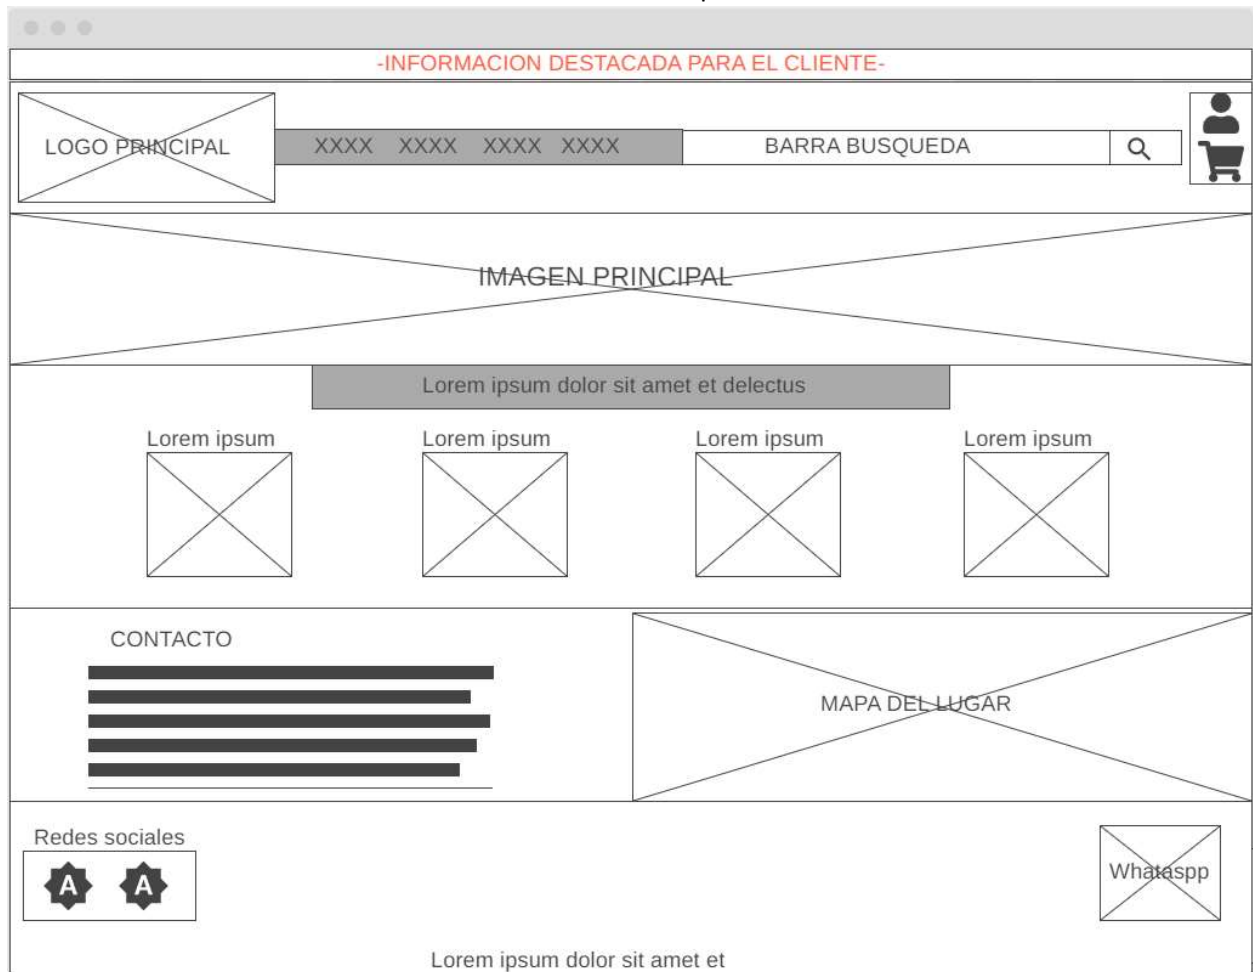 -INFORMACION DESTACADA PARA EL CLIENTE-
LOGO PRINCIPAL
XXXX XXXX XXXX XXXX
BARRA BUSQUEDA
IMAGEN PRINCIPAL
Lorem ipsum dolor sit amet et delectus
Lorem ipsum
Lorem ipsum
Lorem ipsum
Lorem ipsum
CONTACTO
MAPA DEL LUGAR
Redes sociales
A A
Whataspp
Lorem ipsum dolor sit amet et